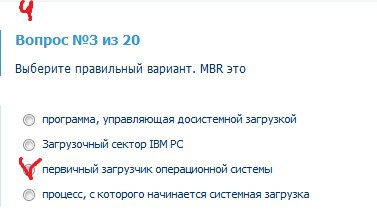 Вопрос №3 из 20
Выберите правильный вариант. MBR это
программа, управляющая досистемной загрузкой
Загрузочный сектор IBM PC
первичный загрузчик операционной системы
процесс, с которого начинается системная загрузка